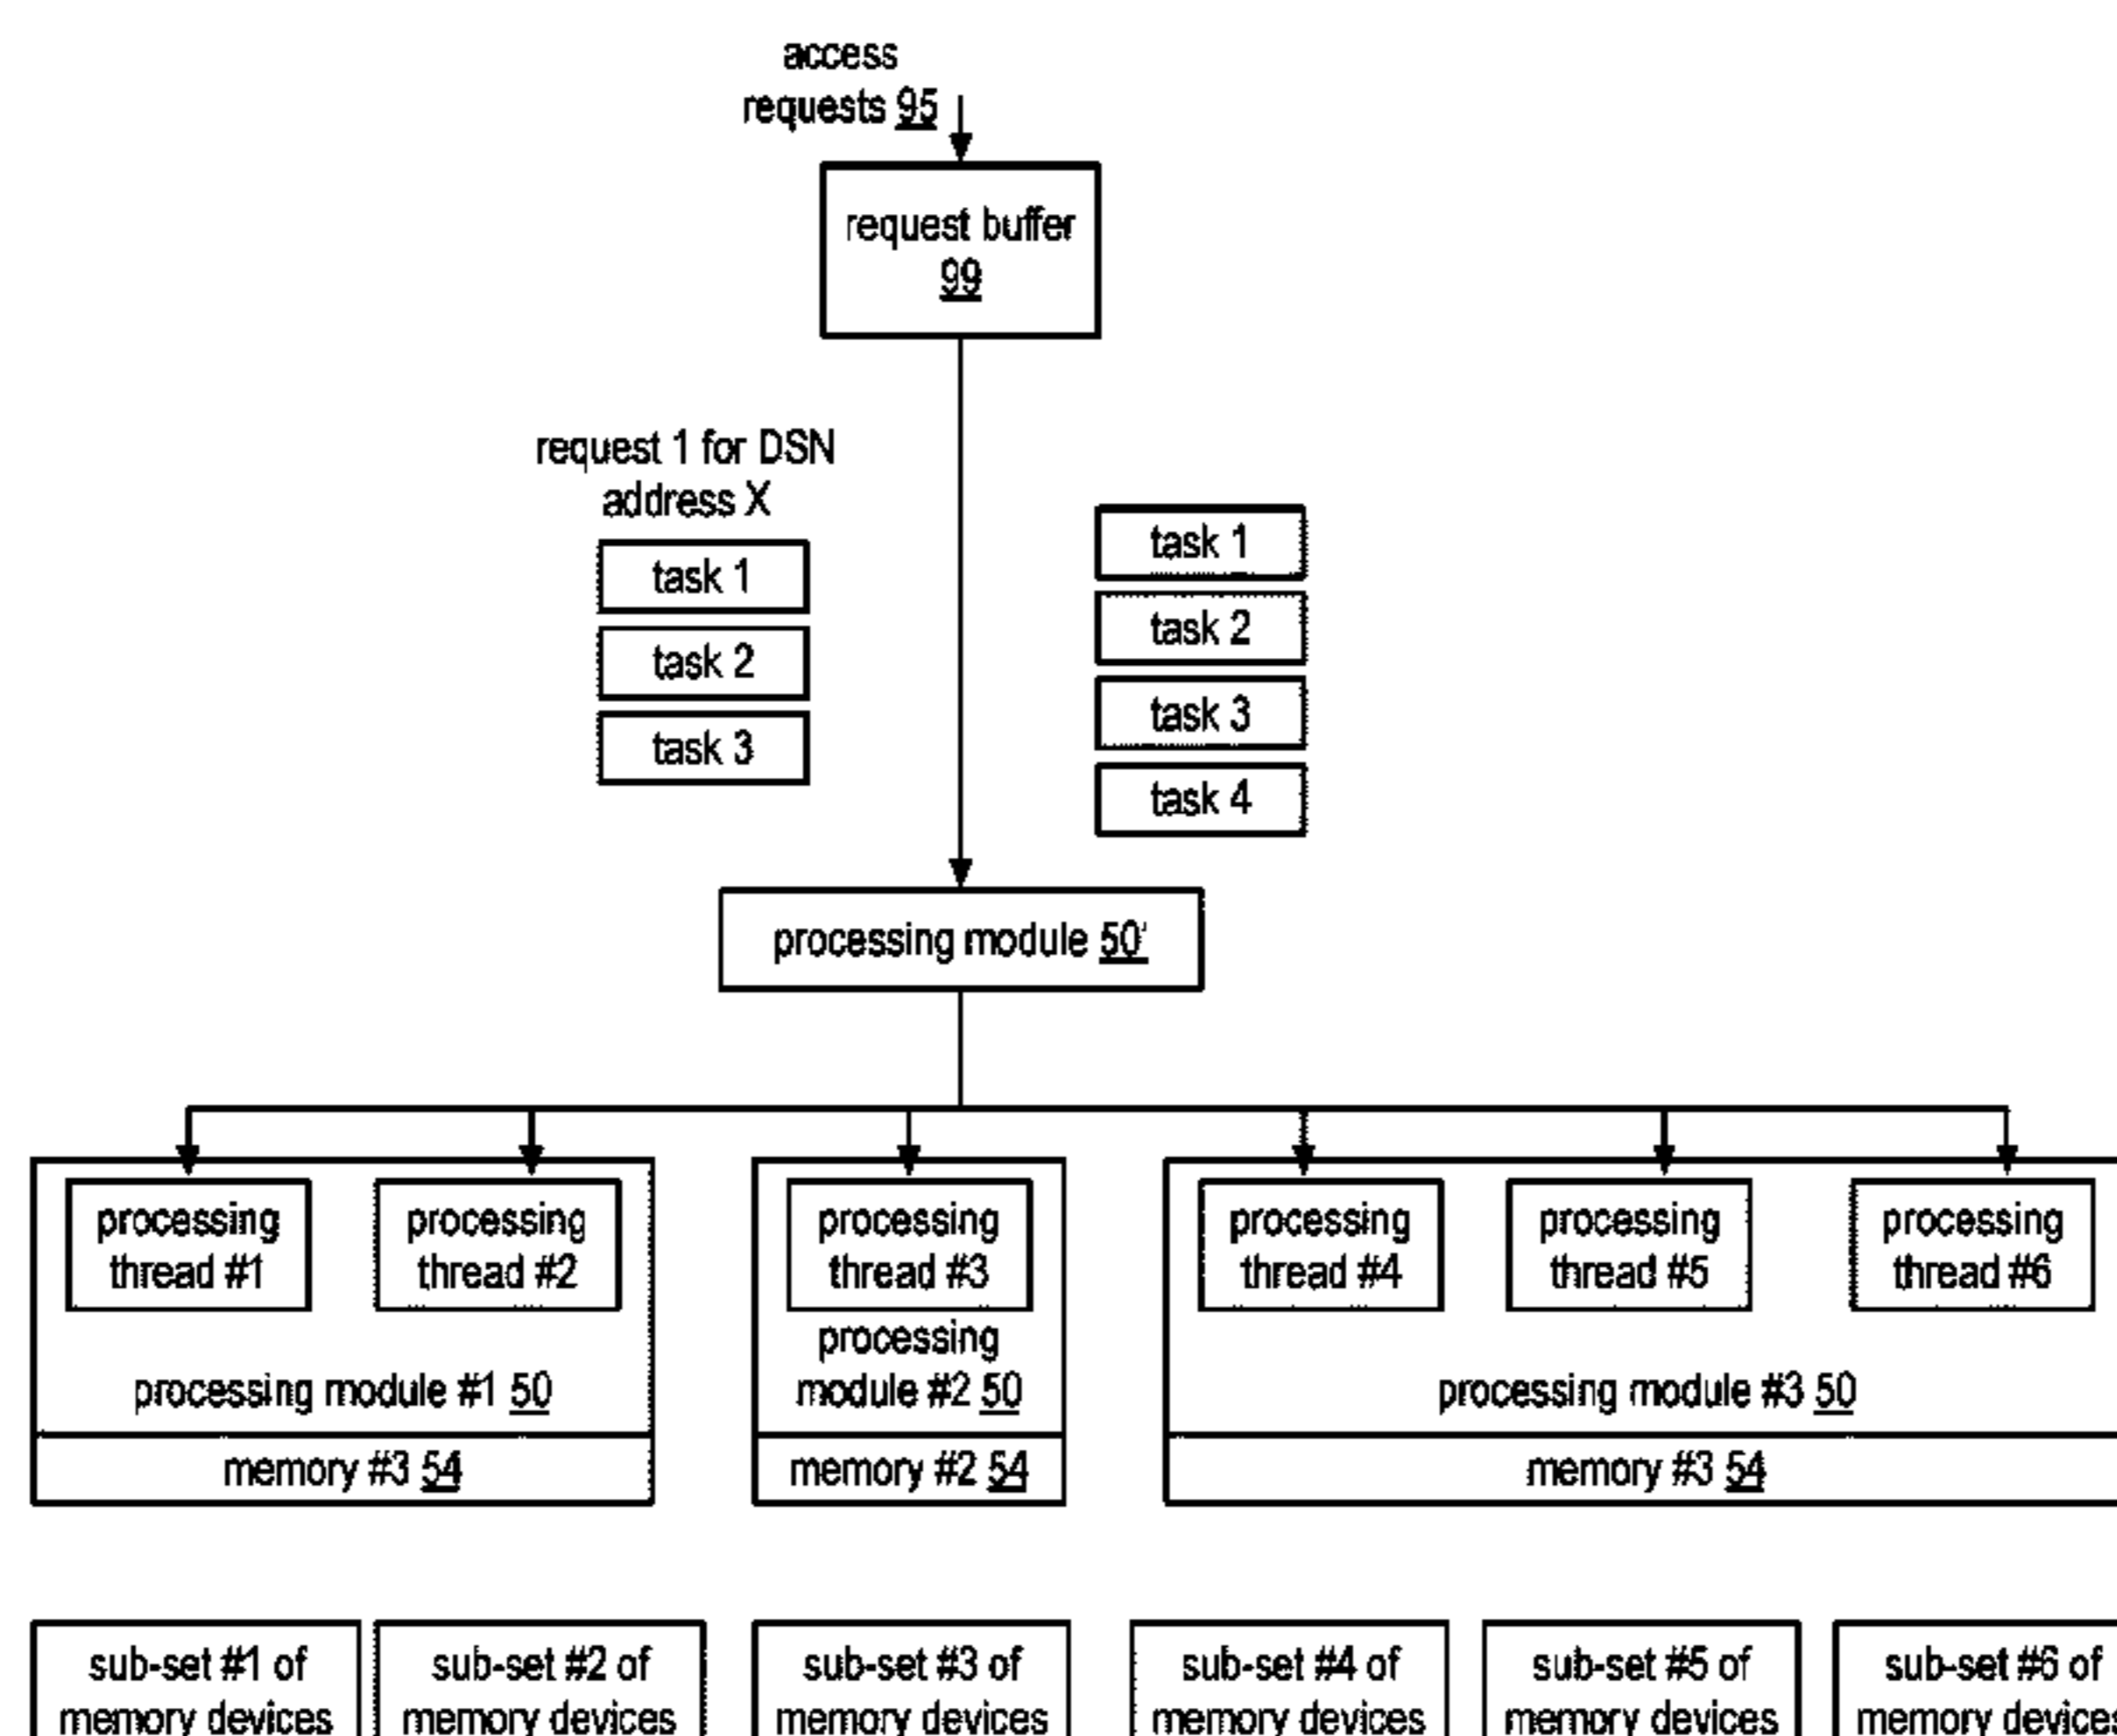 access
requests 95
request buffer
99
request 1 for DSN
address X
task 1
task 2
task 3
task 1
task 2
task 3
task 4
processing module 50'
processing
thread #1
processing
thread #2
processing
thread #3
processing
thread #4
processing
thread #5
processing
thread #6
processing module #1 50
processing
module #2 50
processing module #3 50
memory #3 54
memory #2 54
memory #3 54
sub-set #1 of
memory devices
sub-set #2 of
memory devices
sub-set #3 of
memory devices
sub-set #4 of
memory devices
sub-set #5 of
memory devices
sub-set #6 of
memory devices